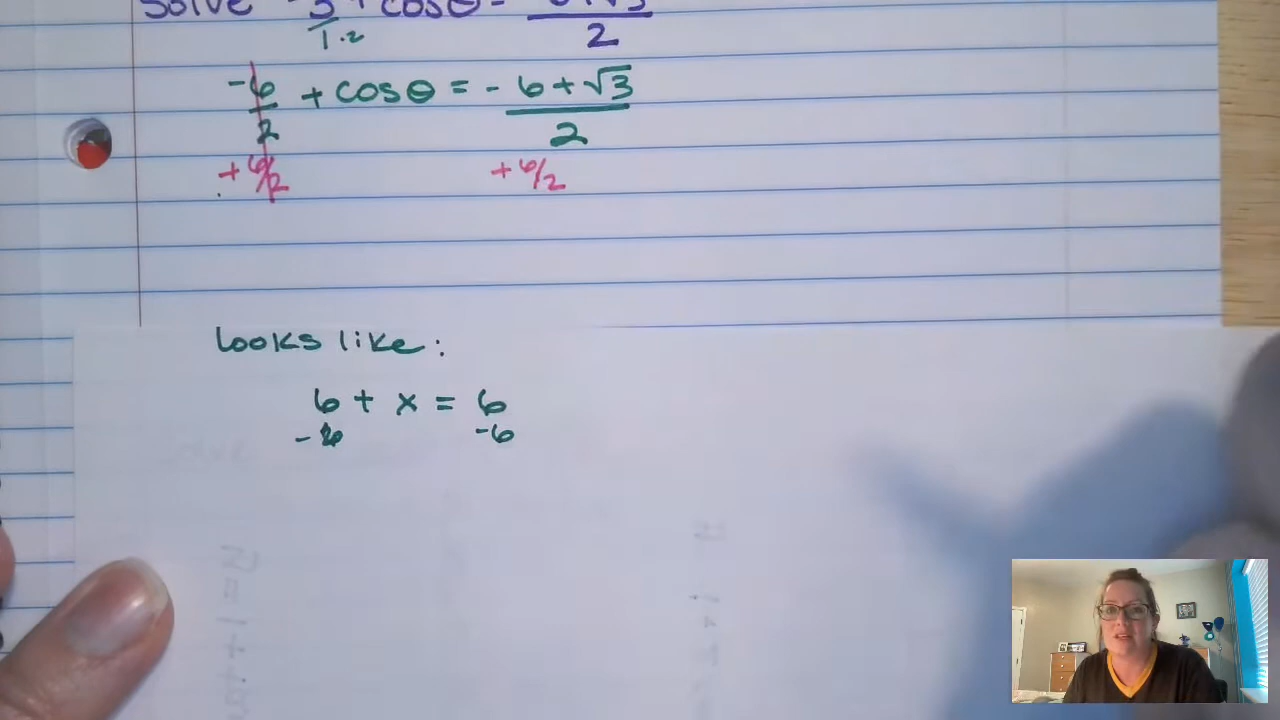 Solve -3 + cosθ = -6+√3
1·2 2
-6 + cosθ = - 6+√3
2 2
+6/2 +6/2
looks like:
6 + x = 6
-6 -6